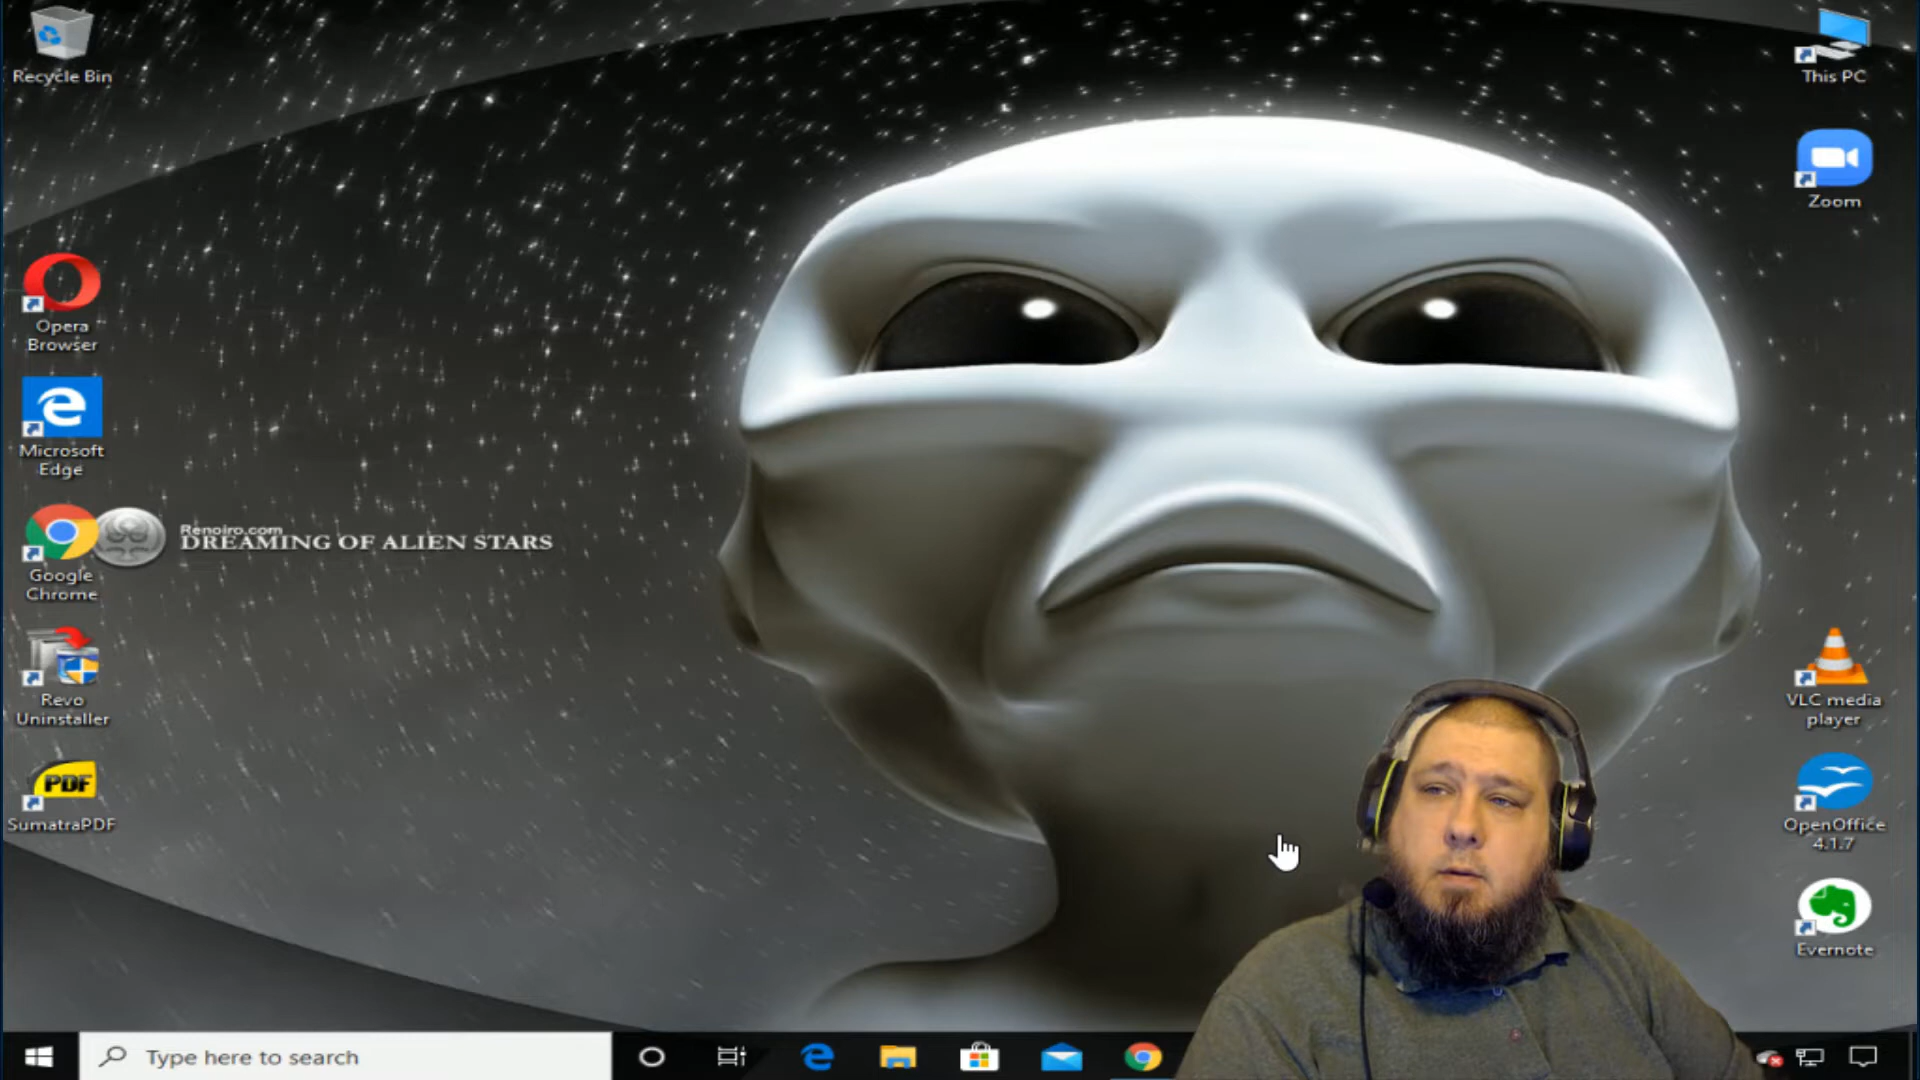 Recycle Bin
This PC
Zoom
Opera
Browser
Microsoft
Edge
Google
Chrome
Renoiro.com
DREAMING OF ALIEN STARS
Revo
Uninstaller
VLC media
player
PDF
SumatraPDF
OpenOffice
4.1.7
Evernote
Type here to search